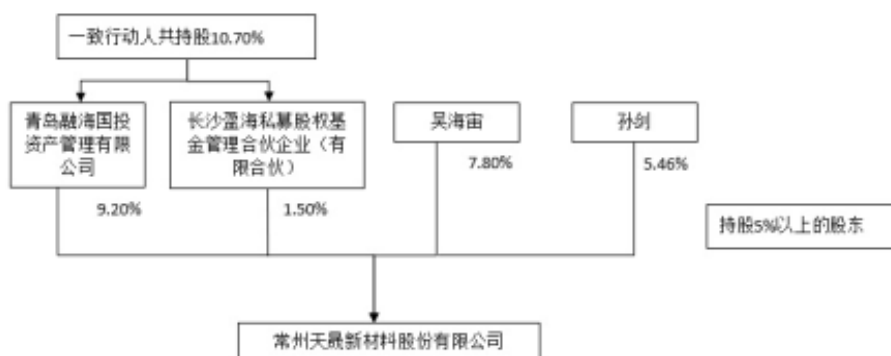 一致行动人共持股10.70%
青岛融海国投
资产管理有限
公司
长沙盈海私募股权基
金管理合伙企业（有
限合伙）
吴海宙
孙剑
9.20%
1.50%
7.80%
5.46%
持股5%以上的股东
常州天晟新材料股份有限公司